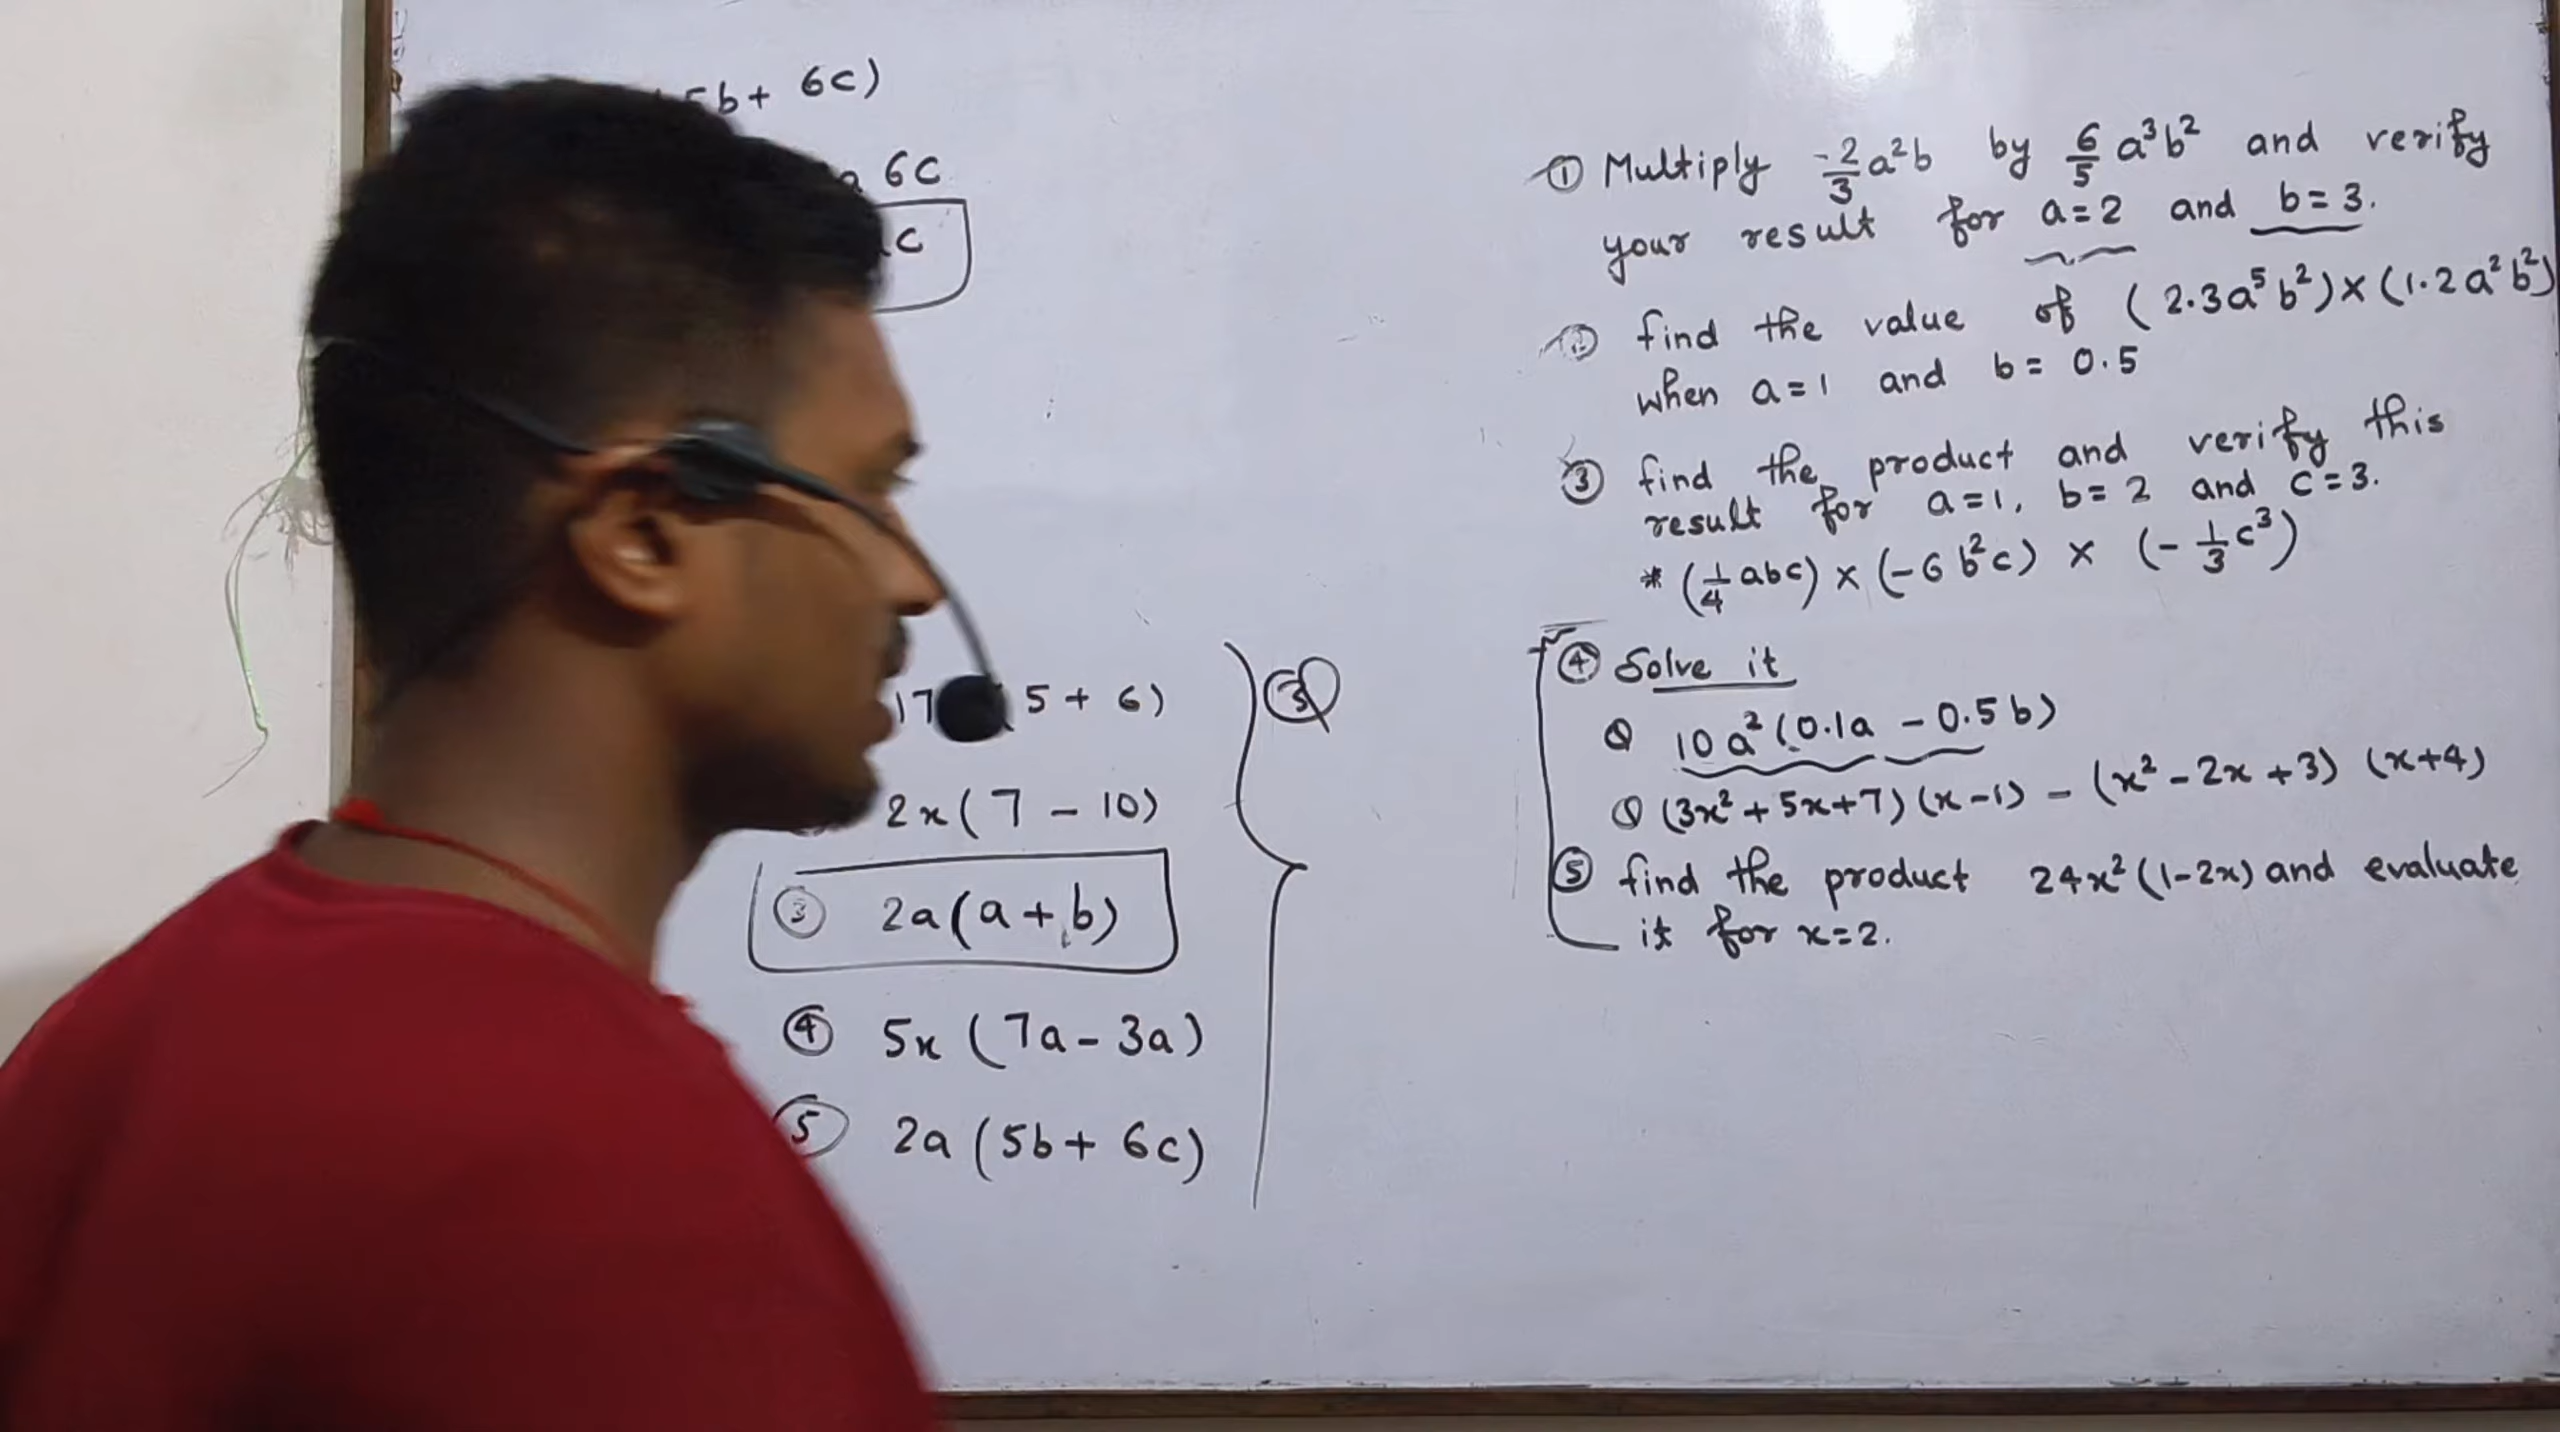 5b+ 6c)
a 6C
c
17 (5 + 6)
2x(7 - 10)
③ 2a(a+b)
④ 5x (7a- 3a)
5 2a (5b+ 6c)
③
① Multiply -2/3 a²b by 6/5 a³b² and verify
your result for a=2 and b=3.
② find the value of (2.3a⁵b²)×(1.2a²b²)
when a=1 and b= 0.5
③ find the product and verify this
result for a=1, b=2 and c=3.
* (1/4 abc) × (-6b²c) × (-1/3 c³)
④ Solve it
10a²(0.1a - 0.5b)
(3x²+5x+7)(x-1) - (x²-2x+3) (x+4)
⑤ find the product 24x²(1-2x) and evaluate
it for x=2.